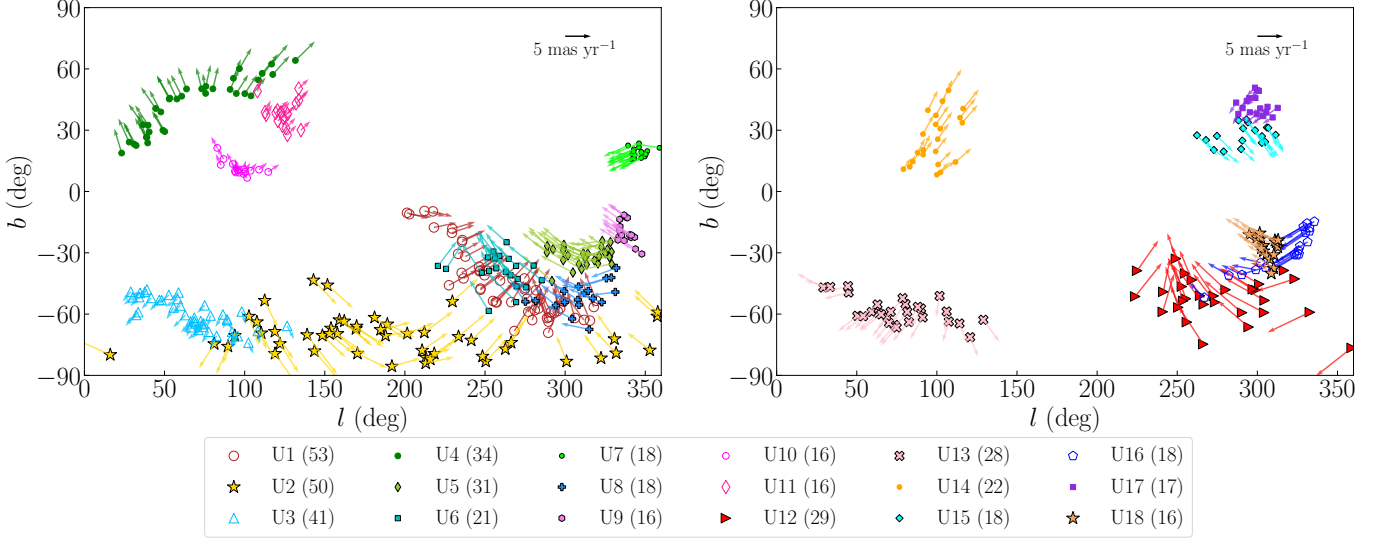 90
60
30
0
−30
−60
−90
b (deg)
0 50 100 150 200 250 300 350
l (deg)
5 mas yr⁻¹
90
60
30
0
−30
−60
−90
b (deg)
0 50 100 150 200 250 300 350
l (deg)
5 mas yr⁻¹
U1 (53) U4 (34) U7 (18) U10 (16) U13 (28) U16 (18)
U2 (50) U5 (31) U8 (18) U11 (16) U14 (22) U17 (17)
U3 (41) U6 (21) U9 (16) U12 (29) U15 (18) U18 (16)